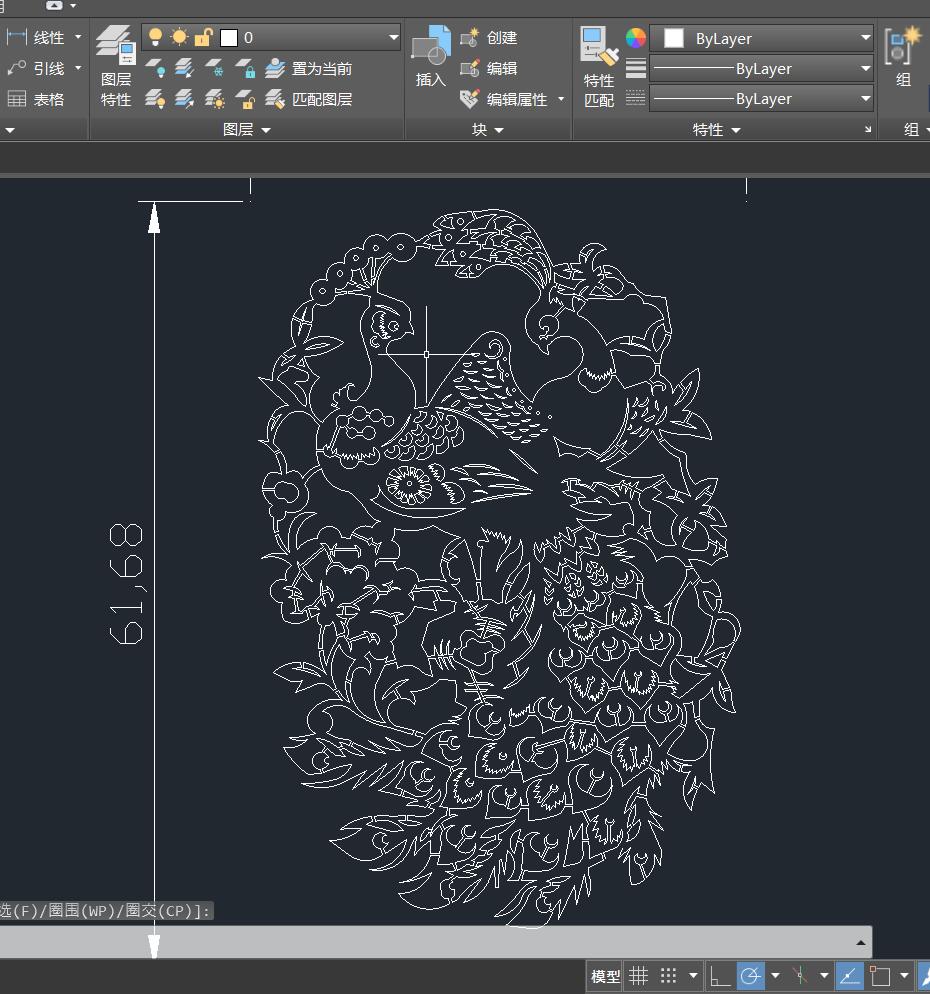 线性
引线
表格
图层
特性
0
置为当前
匹配图层
图层
插入
创建
编辑
编辑属性
块
特性
匹配
ByLayer
ByLayer
ByLayer
特性
组
组
61,68
选(F)/圈围(WP)/圈交(CP)]:
模型